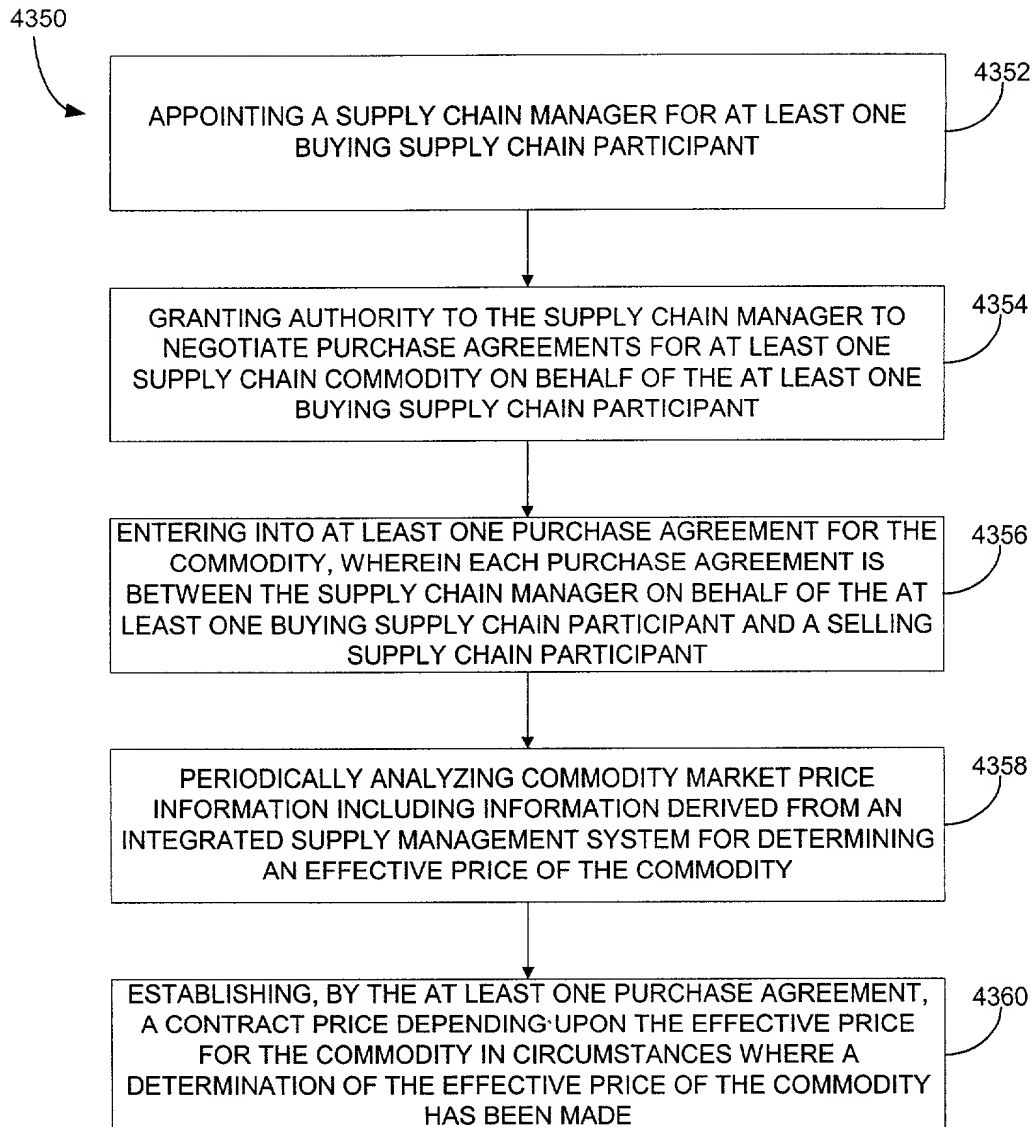 4350
4352
APPOINTING A SUPPLY CHAIN MANAGER FOR AT LEAST ONE
BUYING SUPPLY CHAIN PARTICIPANT
4354
GRANTING AUTHORITY TO THE SUPPLY CHAIN MANAGER TO
NEGOTIATE PURCHASE AGREEMENTS FOR AT LEAST ONE
SUPPLY CHAIN COMMODITY ON BEHALF OF THE AT LEAST ONE
BUYING SUPPLY CHAIN PARTICIPANT
4356
ENTERING INTO AT LEAST ONE PURCHASE AGREEMENT FOR THE
COMMODITY, WHEREIN EACH PURCHASE AGREEMENT IS
BETWEEN THE SUPPLY CHAIN MANAGER ON BEHALF OF THE AT
LEAST ONE BUYING SUPPLY CHAIN PARTICIPANT AND A SELLING
SUPPLY CHAIN PARTICIPANT
4358
PERIODICALLY ANALYZING COMMODITY MARKET PRICE
INFORMATION INCLUDING INFORMATION DERIVED FROM AN
INTEGRATED SUPPLY MANAGEMENT SYSTEM FOR DETERMINING
AN EFFECTIVE PRICE OF THE COMMODITY
4360
ESTABLISHING, BY THE AT LEAST ONE PURCHASE AGREEMENT,
A CONTRACT PRICE DEPENDING UPON THE EFFECTIVE PRICE
FOR THE COMMODITY IN CIRCUMSTANCES WHERE A
DETERMINATION OF THE EFFECTIVE PRICE OF THE COMMODITY
HAS BEEN MADE